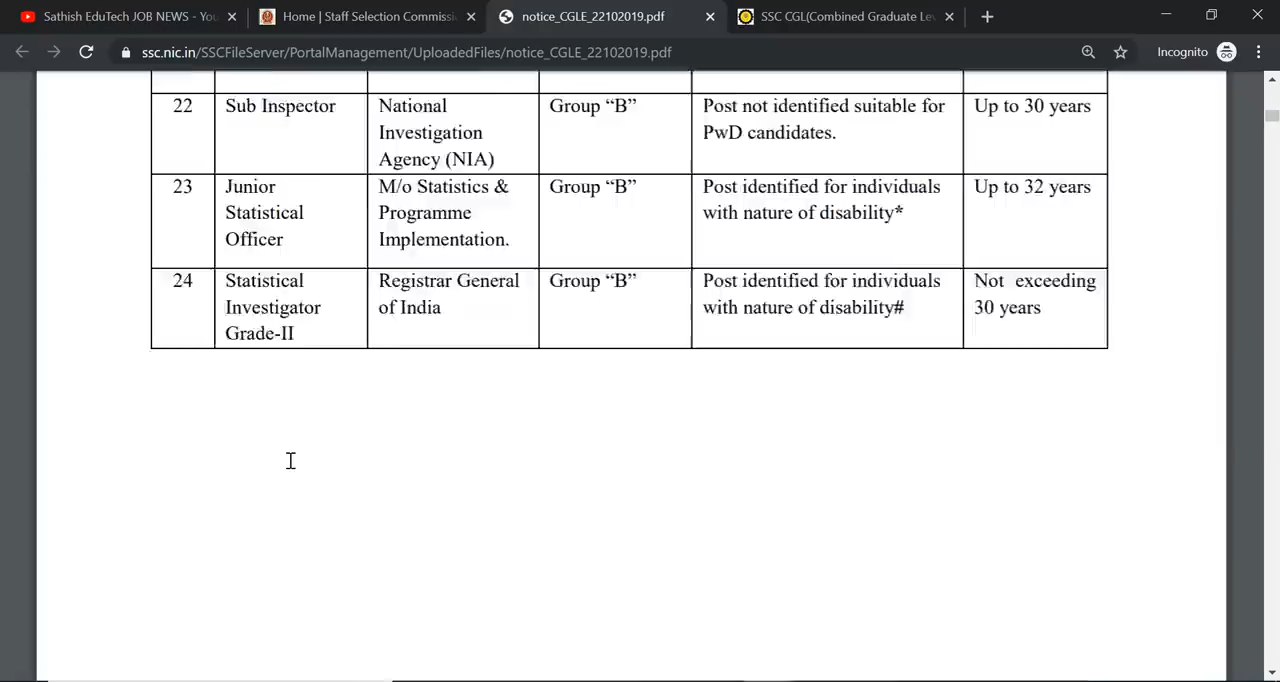 Sathish EduTech JOB NEWS - You
Home | Staff Selection Commissi
notice_CGLE_22102019.pdf
SSC CGL(Combined Graduate Lev
ssc.nic.in/SSCFileServer/PortalManagement/UploadedFiles/notice_CGLE_22102019.pdf
Incognito
22
Sub Inspector
National
Investigation
Agency (NIA)
Group “B”
Post not identified suitable for
PwD candidates.
Up to 30 years
23
Junior
Statistical
Officer
M/o Statistics &
Programme
Implementation.
Group “B”
Post identified for individuals
with nature of disability*
Up to 32 years
24
Statistical
Investigator
Grade-II
Registrar General
of India
Group “B”
Post identified for individuals
with nature of disability#
Not exceeding
30 years